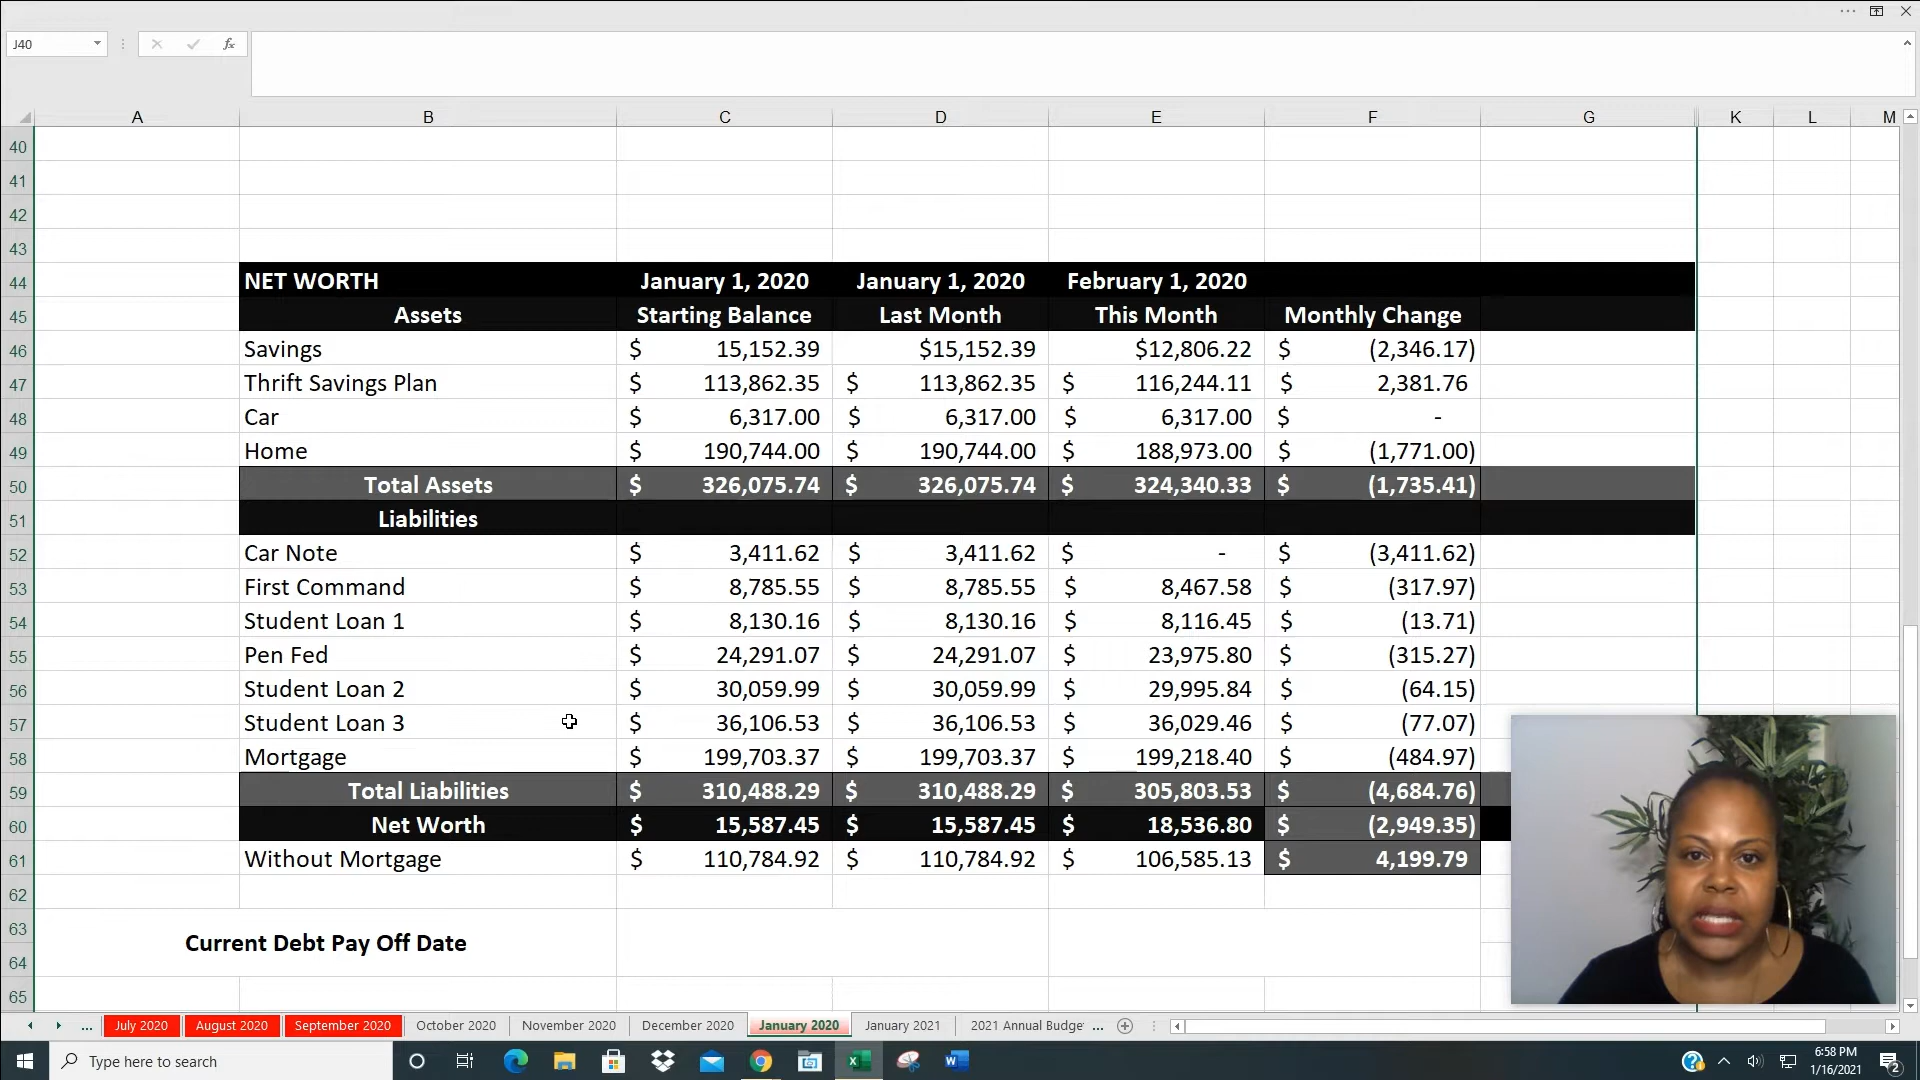 J40
fx
A B C D E F G K L M
40
41
42
43
44 NET WORTH January 1, 2020 January 1, 2020 February 1, 2020
45 Assets Starting Balance Last Month This Month Monthly Change
46 Savings $ 15,152.39 $15,152.39 $12,806.22 $ (2,346.17)
47 Thrift Savings Plan $ 113,862.35 $ 113,862.35 $ 116,244.11 $ 2,381.76
48 Car $ 6,317.00 $ 6,317.00 $ 6,317.00 $ -
49 Home $ 190,744.00 $ 190,744.00 $ 188,973.00 $ (1,771.00)
50 Total Assets $ 326,075.74 $ 326,075.74 $ 324,340.33 $ (1,735.41)
51 Liabilities
52 Car Note $ 3,411.62 $ 3,411.62 $ - $ (3,411.62)
53 First Command $ 8,785.55 $ 8,785.55 $ 8,467.58 $ (317.97)
54 Student Loan 1 $ 8,130.16 $ 8,130.16 $ 8,116.45 $ (13.71)
55 Pen Fed $ 24,291.07 $ 24,291.07 $ 23,975.80 $ (315.27)
56 Student Loan 2 $ 30,059.99 $ 30,059.99 $ 29,995.84 $ (64.15)
57 Student Loan 3 $ 36,106.53 $ 36,106.53 $ 36,029.46 $ (77.07)
58 Mortgage $ 199,703.37 $ 199,703.37 $ 199,218.40 $ (484.97)
59 Total Liabilities $ 310,488.29 $ 310,488.29 $ 305,803.53 $ (4,684.76)
60 Net Worth $ 15,587.45 $ 15,587.45 $ 18,536.80 $ (2,949.35)
61 Without Mortgage $ 110,784.92 $ 110,784.92 $ 106,585.13 $ 4,199.79
62
63
Current Debt Pay Off Date
64
65
... July 2020 August 2020 September 2020 October 2020 November 2020 December 2020 January 2020 January 2021 2021 Annual Budge ...
Type here to search
6:58 PM
1/16/2021
2